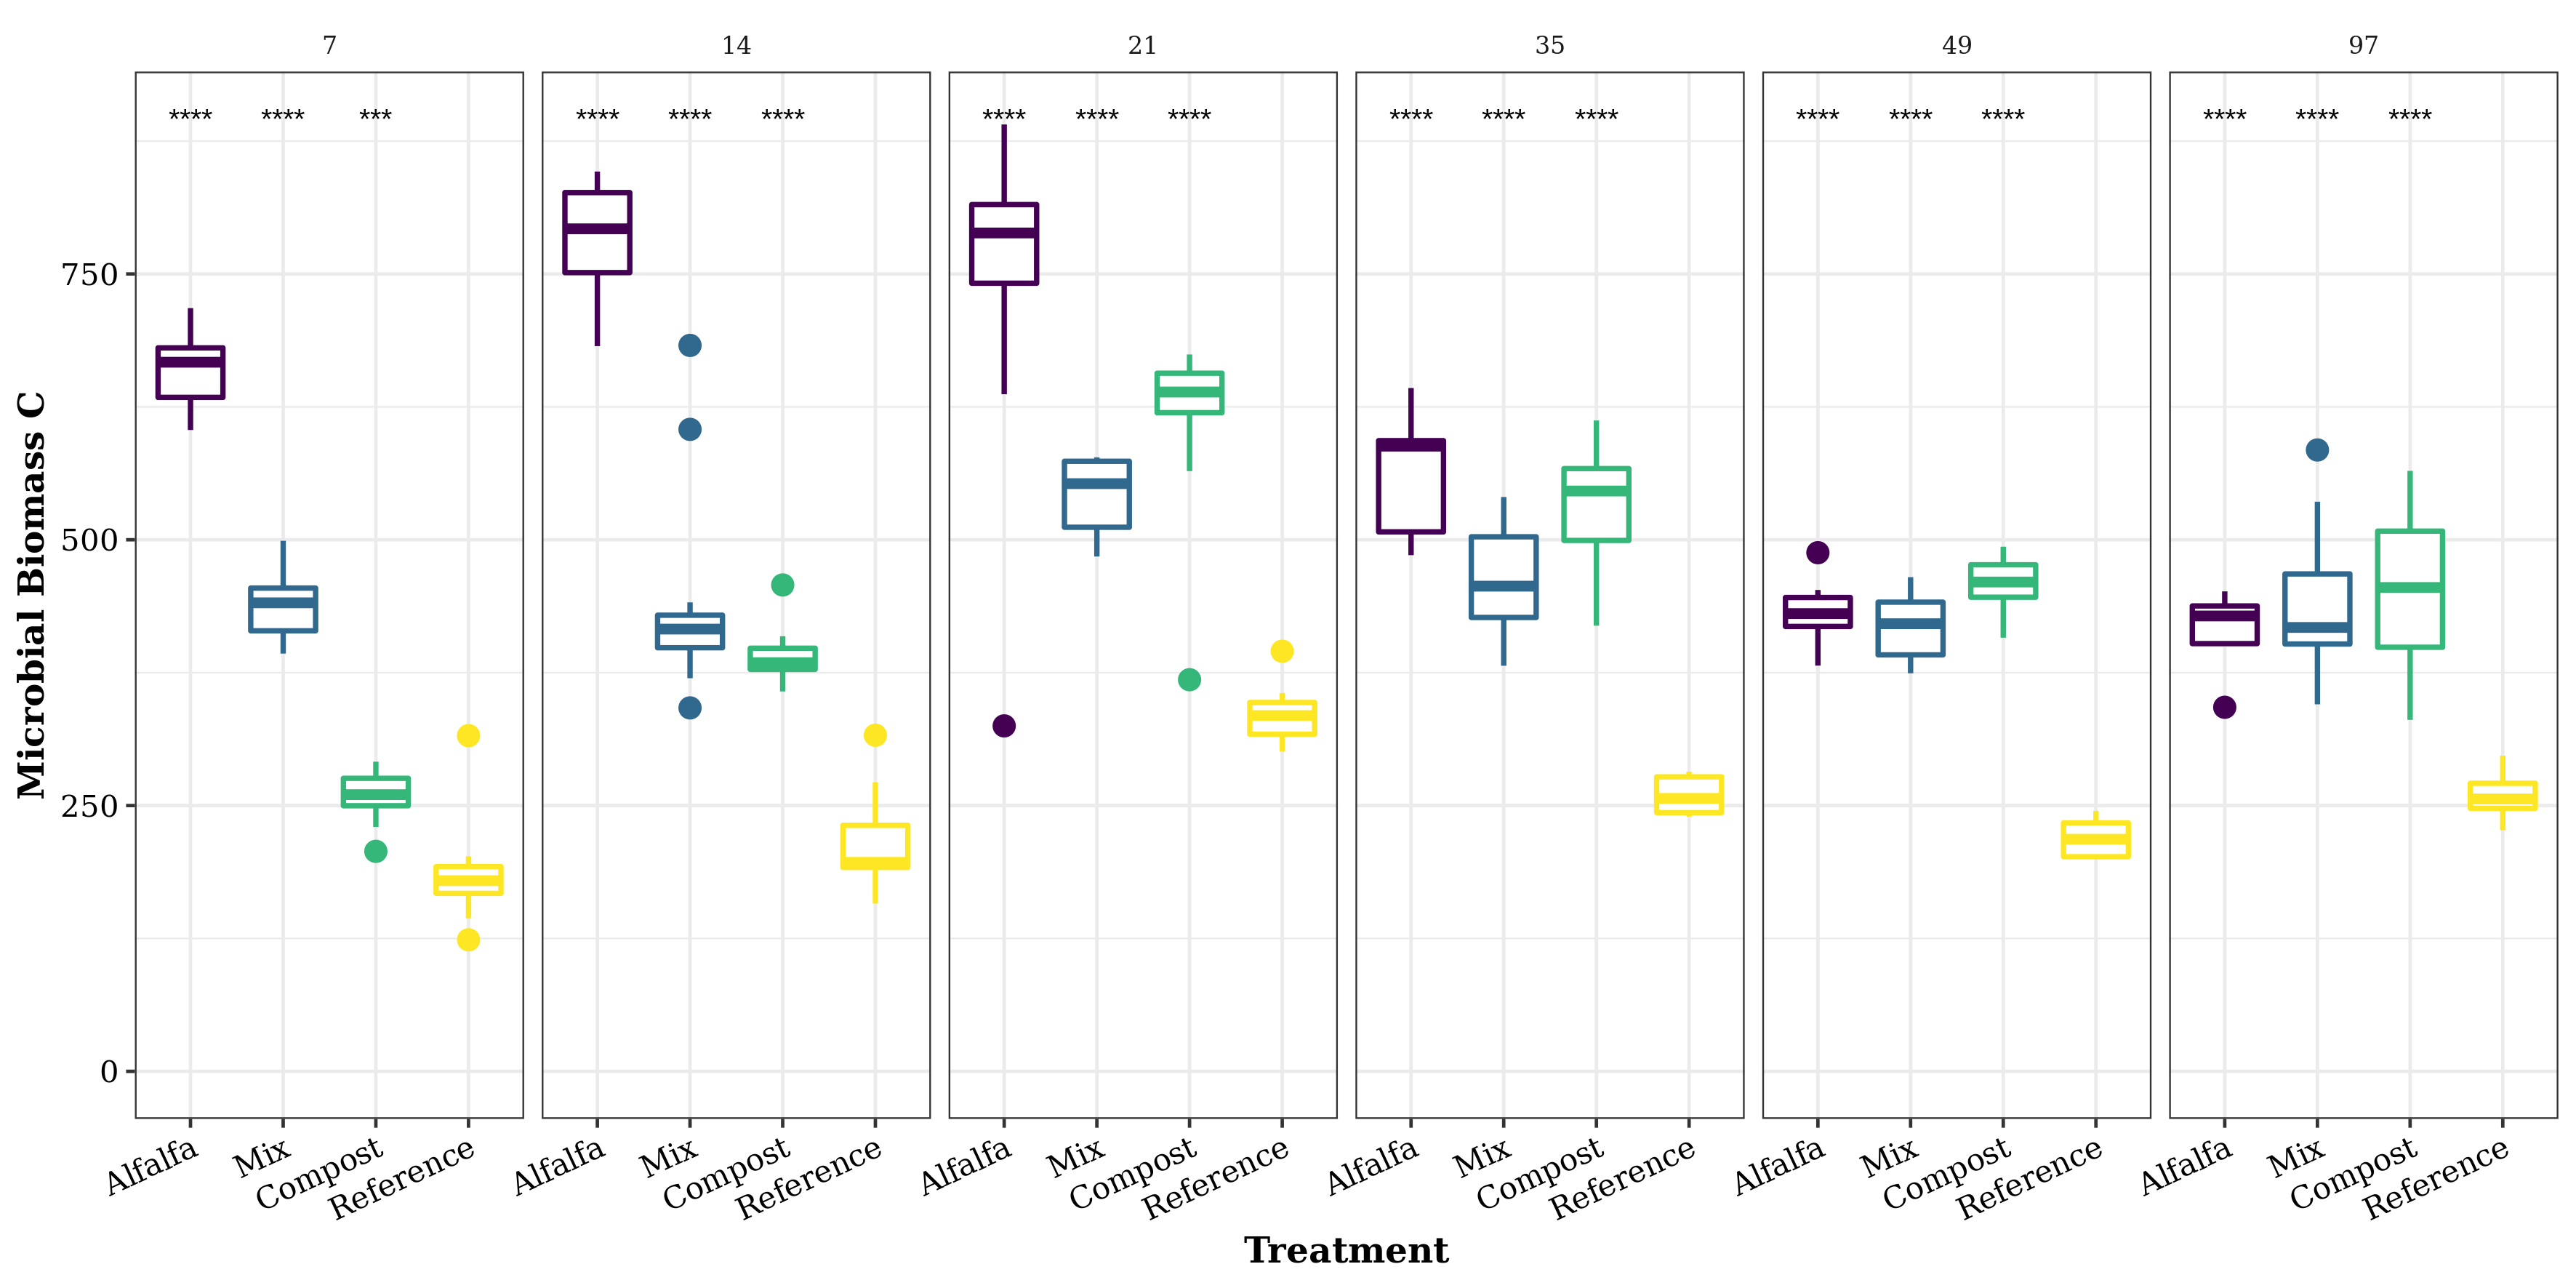 7 14 21 35 49 97
**** **** *** **** **** **** **** **** **** **** **** **** **** **** **** **** **** ****
750
500
250
0
Microbial Biomass C
Alfalfa Mix Compost Reference Alfalfa Mix Compost Reference Alfalfa Mix Compost Reference Alfalfa Mix Compost Reference Alfalfa Mix Compost Reference Alfalfa Mix Compost Reference
Treatment